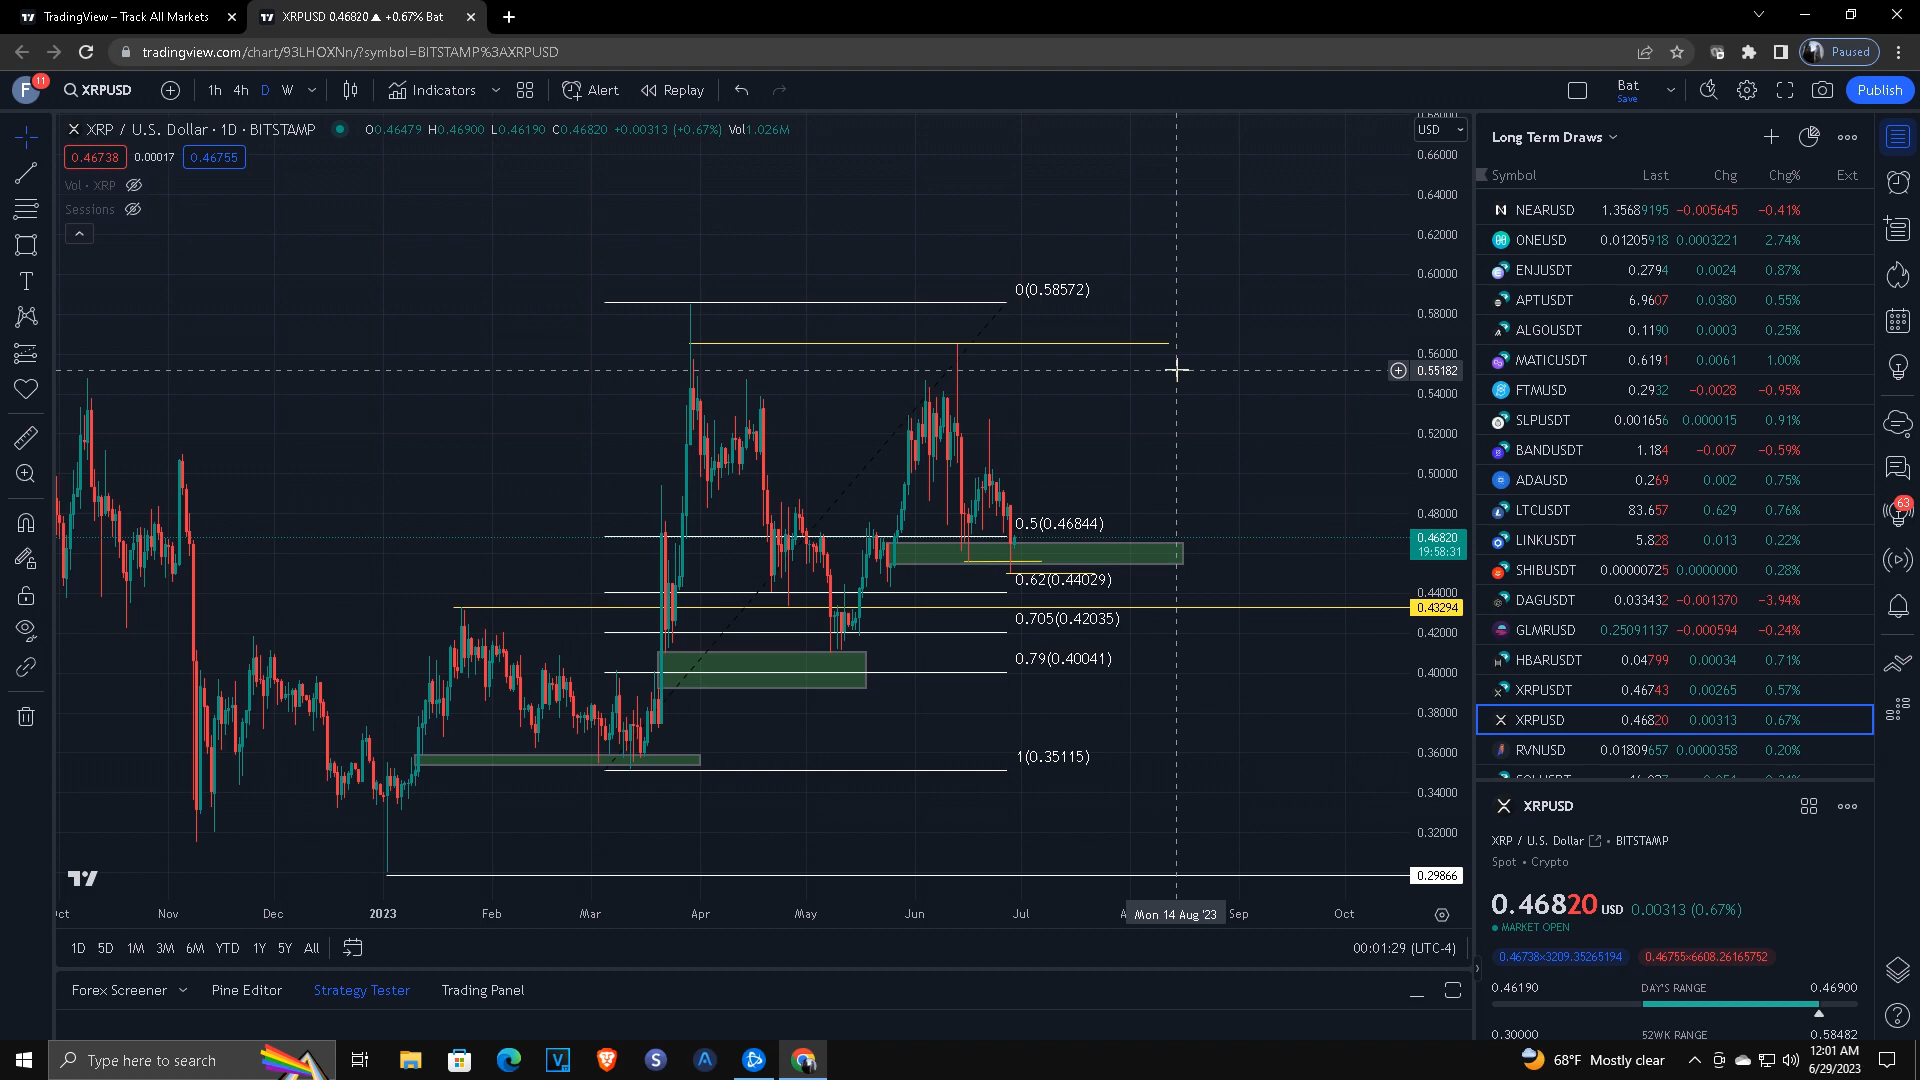 TradingView – Track All Markets
XRPUSD 0.46820 ▲ +0.67% Bat
tradingview.com/chart/93LHOXNn/?symbol=BITSTAMP%3AXRPUSD
Paused
F
11
XRPUSD
1h 4h D W
Indicators
Alert
Replay
Bat
Save
Publish
XRP / U.S. Dollar · 1D · BITSTAMP
O0.46479 H0.46900 L0.46190 C0.46820 +0.00313 (+0.67%) Vol1.026M
0.46738 0.00017 0.46755
Vol · XRP
Sessions
USD
0.66000
0.64000
0.62000
0.60000
0.58000
0.56000
0.55182
0.54000
0.52000
0.50000
0.48000
0.46820
19:58:31
0.44000
0.43294
0.42000
0.40000
0.38000
0.36000
0.34000
0.32000
0.29866
0(0.58572)
0.5(0.46844)
0.62(0.44029)
0.705(0.42035)
0.79(0.40041)
1(0.35115)
Nov Dec 2023 Feb Mar Apr May Jun Jul Mon 14 Aug '23 Sep Oct
1D 5D 1M 3M 6M YTD 1Y 5Y All
00:01:29 (UTC-4)
Forex Screener Pine Editor Strategy Tester Trading Panel
Long Term Draws
Symbol Last Chg Chg% Ext
NEARUSD 1.35689195 −0.005645 −0.41%
ONEUSD 0.01205918 0.0003221 2.74%
ENJUSDT 0.2794 0.0024 0.87%
APTUSDT 6.9607 0.0380 0.55%
ALGOUSDT 0.1190 0.0003 0.25%
MATICUSDT 0.6191 0.0061 1.00%
FTMUSD 0.2932 −0.0028 −0.95%
SLPUSDT 0.001656 0.000015 0.91%
BANDUSDT 1.184 −0.007 −0.59%
ADAUSD 0.269 0.002 0.75%
LTCUSDT 83.657 0.629 0.76%
LINKUSDT 5.828 0.013 0.22%
SHIBUSDT 0.00000725 0.0000000 0.28%
DAGUSDT 0.033432 −0.001370 −3.94%
GLMRUSD 0.25091137 −0.000594 −0.24%
HBARUSDT 0.04799 0.00034 0.71%
XRPUSDT 0.46743 0.00265 0.57%
XRPUSD 0.46820 0.00313 0.67%
RVNUSD 0.01809657 0.0000358 0.20%
63
XRPUSD
XRP / U.S. Dollar • BITSTAMP
Spot • Crypto
0.46820 USD 0.00313 (0.67%)
MARKET OPEN
0.46738×3209.35265194 0.46755×6608.26165752
0.46190 DAY'S RANGE 0.46900
0.30000 52WK RANGE 0.58482
Type here to search
68°F Mostly clear
12:01 AM
6/29/2023